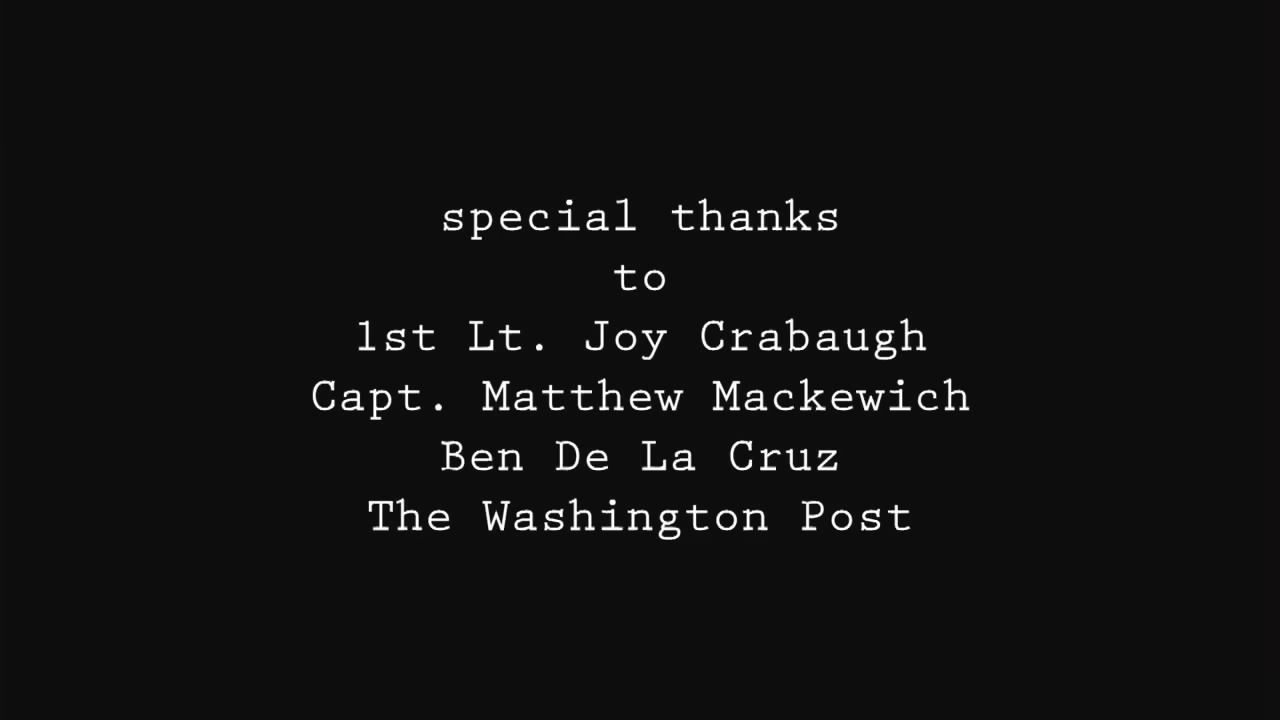 special thanks
to
1st Lt. Joy Crabaugh
Capt. Matthew Mackewich
Ben De La Cruz
The Washington Post